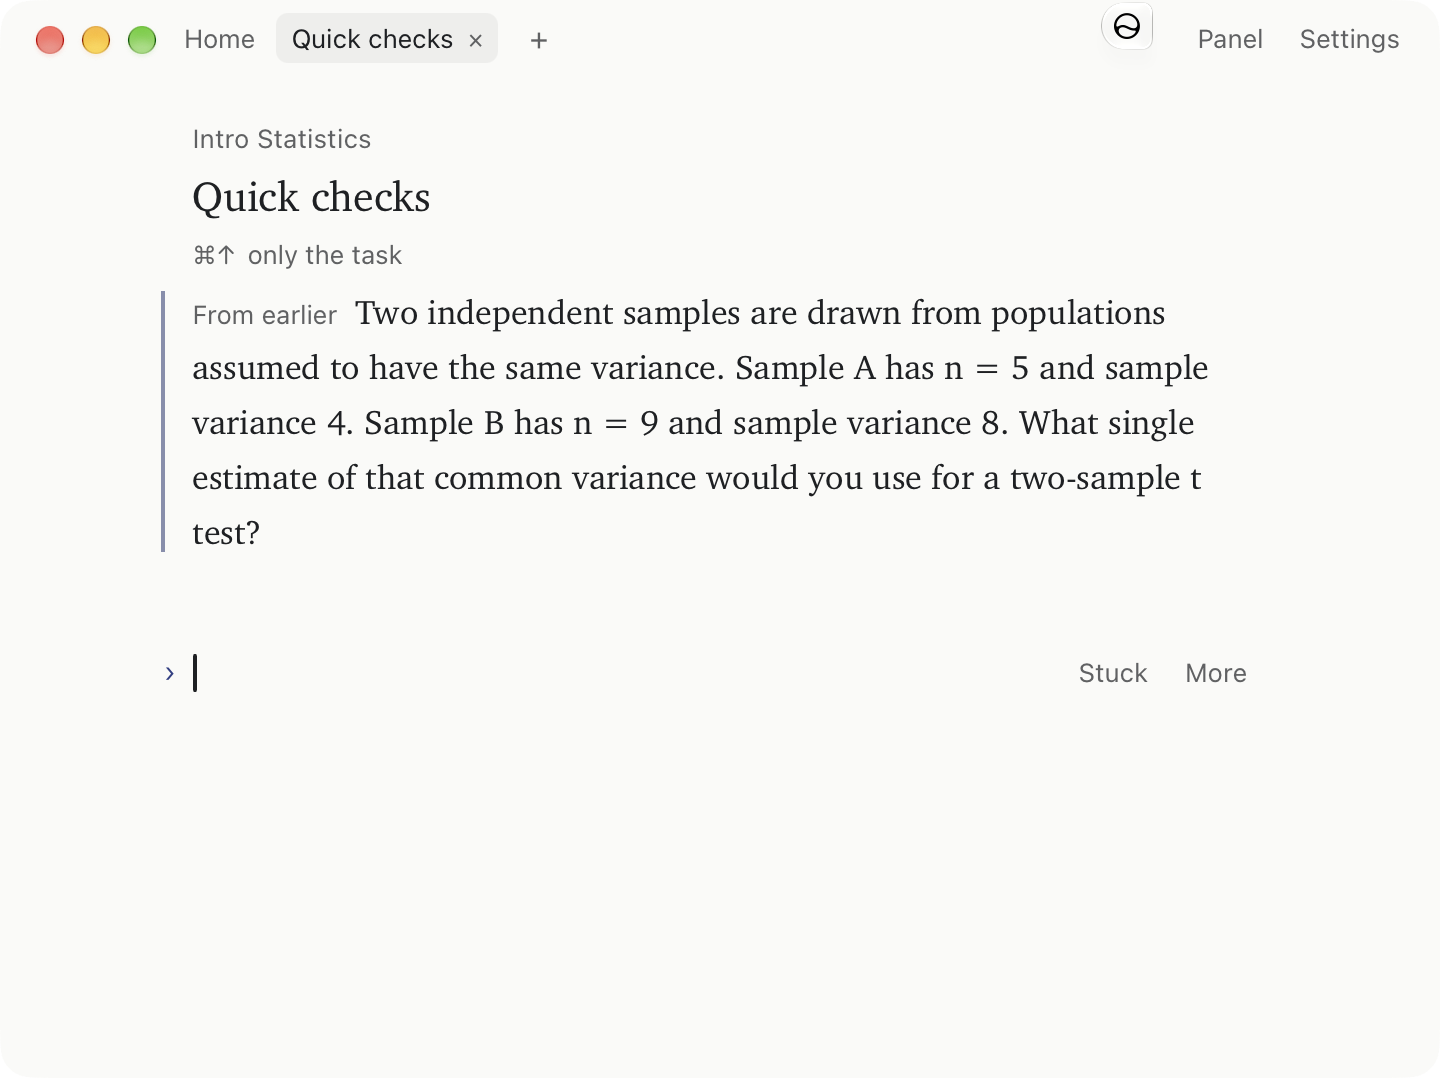 Home Quick checks × + Panel Settings
Intro Statistics
Quick checks
⌘↑ only the task
From earlier Two independent samples are drawn from populations
assumed to have the same variance. Sample A has n = 5 and sample
variance 4. Sample B has n = 9 and sample variance 8. What single
estimate of that common variance would you use for a two-sample t
test?
› Stuck More